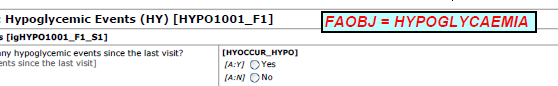 : Hypoglycemic Events (HY) [HYPO1001_F1]
FAOBJ = HYPOGLYCAEMIA
s [igHYPO1001_F1_S1]
any hypoglycemic events since the last visit?
ents since the last visit]
[HYOCCUR_HYPO]
[A:Y] Yes
[A:N] No